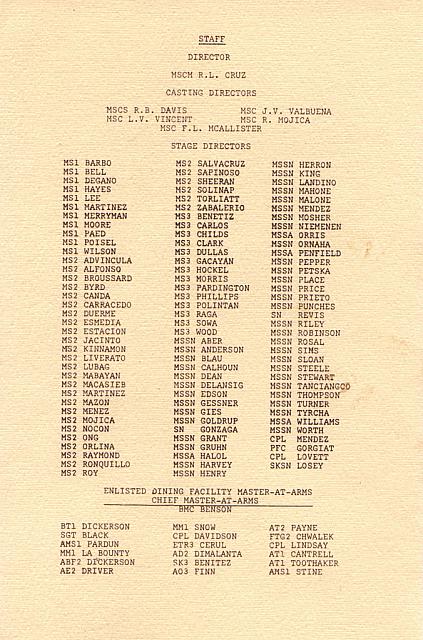 STAFF
DIRECTOR
MSCM R.L. CRUZ
CASTING DIRECTORS
MSCS R.B. DAVIS MSC J.V. VALBUENA
MSC L.V. VINCENT MSC R. MOJICA
MSC F.L. MCALLISTER
STAGE DIRECTORS
MS1 BARBO MS2 SALVACRUZ MSSN HERRON
MS1 BELL MS2 SAPINOSO MSSN KING
MS1 DEGANO MS2 SHEERAN MSSN LANDINO
MS1 HAYES MS2 SOLINAP MSSN MAHONE
MS1 LEE MS2 TORLIATT MSSN MALONE
MS1 MARTINEZ MS2 ZABALERIO MSSN MENDEZ
MS1 MERRYMAN MS3 BENETIZ MSSN MOSHER
MS1 MOORE MS3 CARLOS MSSN NIEMENEN
MS1 PAED MS3 CHILDS MSSA ORRIS
MS1 POISEL MS3 CLARK MSSN ORNAHA
MS1 WILSON MS3 DULLAS MSSA PENFIELD
MS2 ADVINCULA MS3 GACAYAN MSSN PEPPER
MS2 ALFONSO MS3 HOCKEL MSSN PETSKA
MS2 BROUSSARD MS3 MORRIS MSSN PLACE
MS2 BYRD MS3 PARDINGTON MSSN PRICE
MS2 CANDA MS3 PHILLIPS MSSN PRIETO
MS2 CARRACEDO MS3 POLINTAN MSSN PUNCHES
MS2 DUERME MS3 RAGA SN REVIS
MS2 ESMEDIA MS3 SOWA MSSN RILEY
MS2 ESTACION MS3 WOOD MSSN ROBINSON
MS2 JACINTO MSSN ABER MSSN ROSAL
MS2 KINNAMON MSSN ANDERSON MSSN SIMS
MS2 LIVERATO MSSN BLAU MSSN SLOAN
MS2 LUBAG MSSN CALHOUN MSSN STEELE
MS2 MABAYAN MSSN DEAN MSSN STEWART
MS2 MACASIEB MSSN DELANSIG MSSN TANCIANGCO
MS2 MARTINEZ MSSN EDSON MSSN THOMPSON
MS2 MAZON MSSN GESSNER MSSN TURNER
MS2 MENEZ MSSN GIES MSSN TYRCHA
MS2 MOJICA MSSN GOLDRUP MSSA WILLIAMS
MS2 NOCON SN GONZAGA MSSN WORTH
MS2 ONG MSSN GRANT CPL MENDEZ
MS2 ORLINA MSSN GRUHN PFC GORGIAT
MS2 RAYMOND MSSA HALOL CPL LOVETT
MS2 RONQUILLO MSSN HARVEY SKSN LOSEY
MS2 ROY MSSN HENRY
ENLISTED DINING FACILITY MASTER-AT-ARMS
CHIEF MASTER-AT-ARMS
BMC BENSON
BT1 DICKERSON MM1 SNOW AT2 PAYNE
SGT BLACK CPL DAVIDSON FTG2 CHWALEK
AMS1 PARDUN ETR3 CERUL CPL LINDSAY
MM1 LA BOUNTY AD2 DIMALANTA AT1 CANTRELL
ABF2 DICKERSON SK3 BENITEZ AT1 TOOTHAKER
AE2 DRIVER AO3 FINN AMS1 STINE